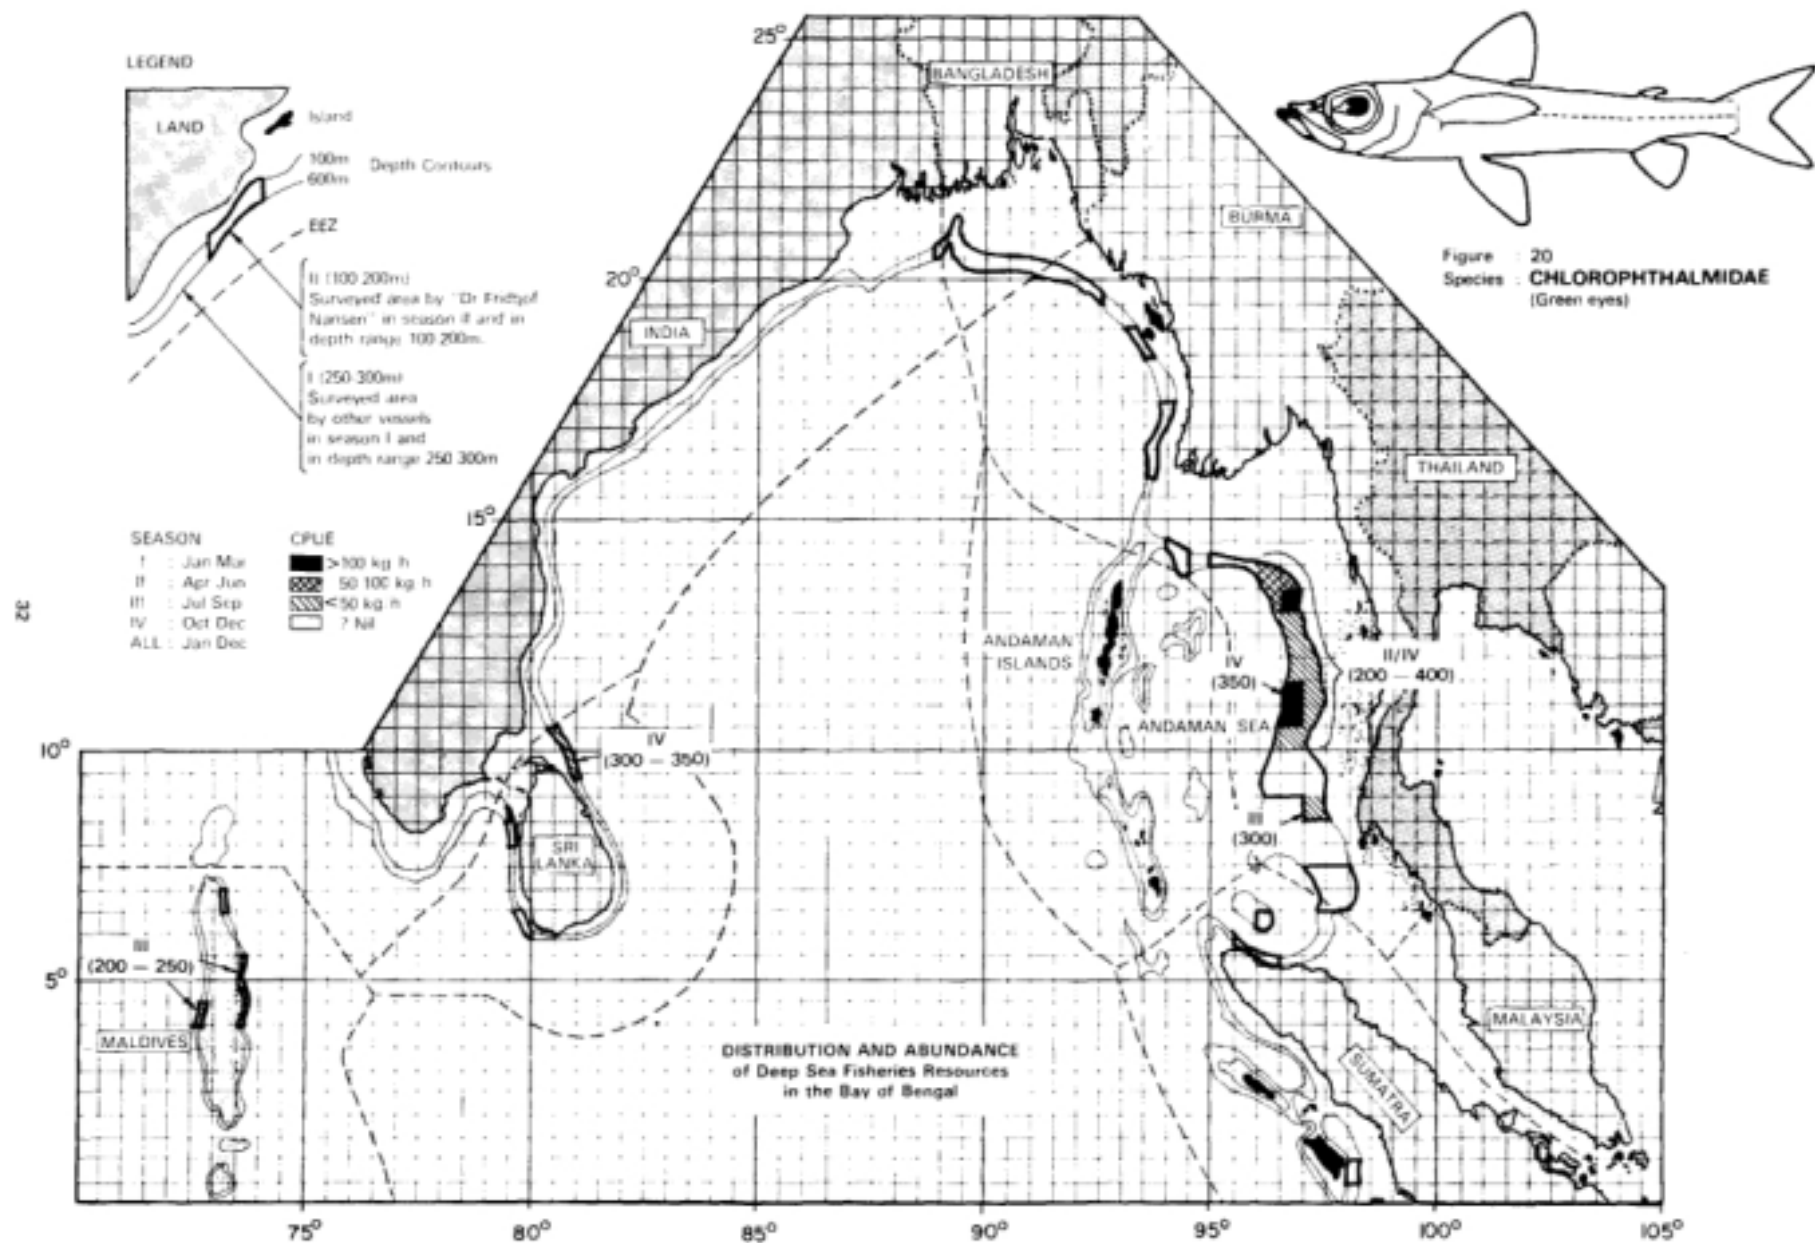 LEGEND
LAND
Island
100m
600m
Depth Contours
EEZ
II (100 200m)
Surveyed area by "Dr Fridtjof
Nansen" in season II and in
depth range 100 200m.
I (250-300m)
Surveyed area
by other vessels
in season I and
in depth range 250 300m
SEASON
I : Jan Mar
II : Apr Jun
III : Jul Sep
IV : Oct Dec
ALL : Jan Dec
CPUE
>100 kg h
50 100 kg h
<50 kg h
? Nil
32
25°
20°
15°
10°
5°
BANGLADESH
BURMA
INDIA
THAILAND
Figure : 20
Species : CHLOROPHTHALMIDAE
(Green eyes)
ANDAMAN
ISLANDS
IV
(350)
II/IV
(200 — 400)
ANDAMAN SEA
IV
(300 — 350)
III
(300)
SRI
LANKA
III
(200 — 250)
MALDIVES
MALAYSIA
SUMATRA
DISTRIBUTION AND ABUNDANCE
of Deep Sea Fisheries Resources
in the Bay of Bengal
75°
80°
85°
90°
95°
100°
105°